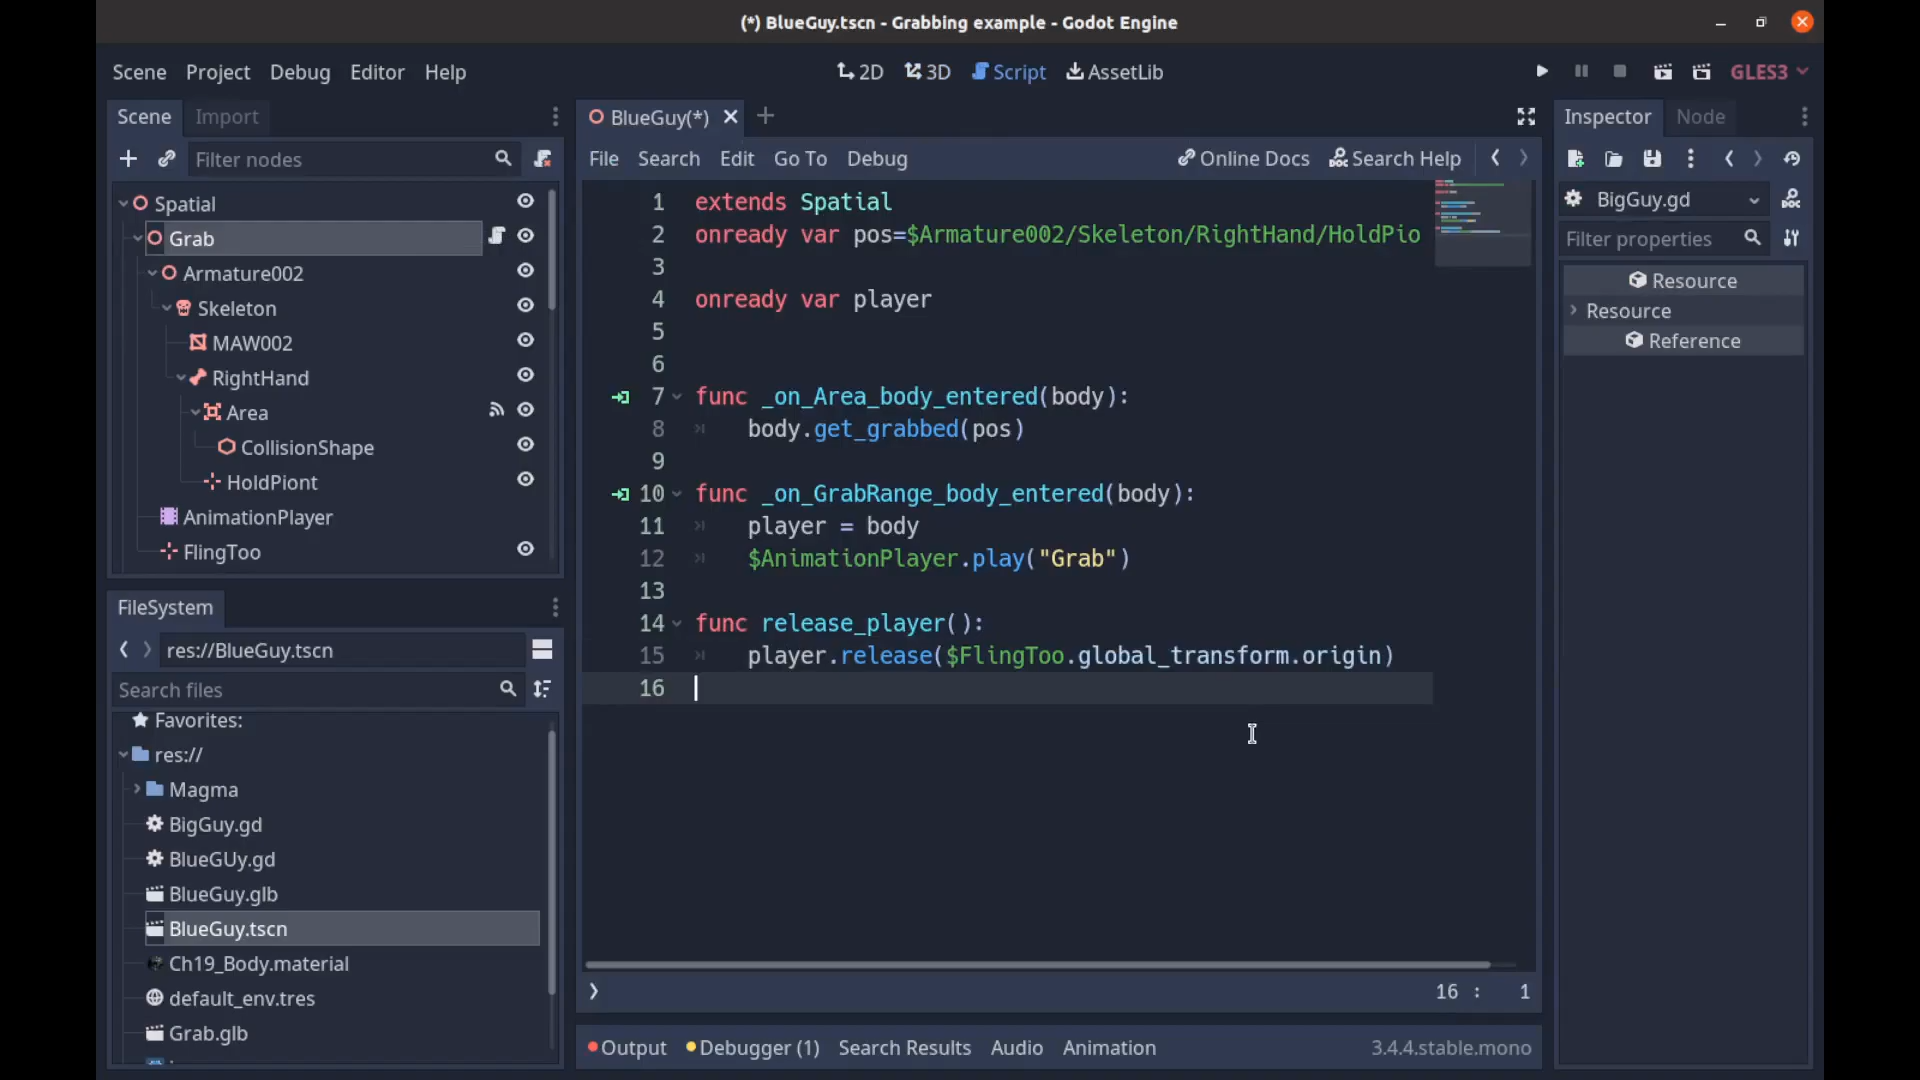 (*) BlueGuy.tscn - Grabbing example - Godot Engine
Scene Project Debug Editor Help
2D 3D Script AssetLib
GLES3
Scene Import
Filter nodes
Spatial
Grab
Armature002
Skeleton
MAW002
RightHand
Area
CollisionShape
HoldPiont
AnimationPlayer
FlingToo
FileSystem
res://BlueGuy.tscn
Search files
Favorites:
res://
Magma
BigGuy.gd
BlueGUy.gd
BlueGuy.glb
BlueGuy.tscn
Ch19_Body.material
default_env.tres
Grab.glb
BlueGuy(*)
File Search Edit Go To Debug
Online Docs Search Help
1 extends Spatial
2 onready var pos=$Armature002/Skeleton/RightHand/HoldPio
3
4 onready var player
5
6
7 func _on_Area_body_entered(body):
8 body.get_grabbed(pos)
9
10 func _on_GrabRange_body_entered(body):
11 player = body
12 $AnimationPlayer.play("Grab")
13
14 func release_player():
15 player.release($FlingToo.global_transform.origin)
16
16 : 1
Output Debugger (1) Search Results Audio Animation
3.4.4.stable.mono
Inspector Node
BigGuy.gd
Filter properties
Resource
Resource
Reference